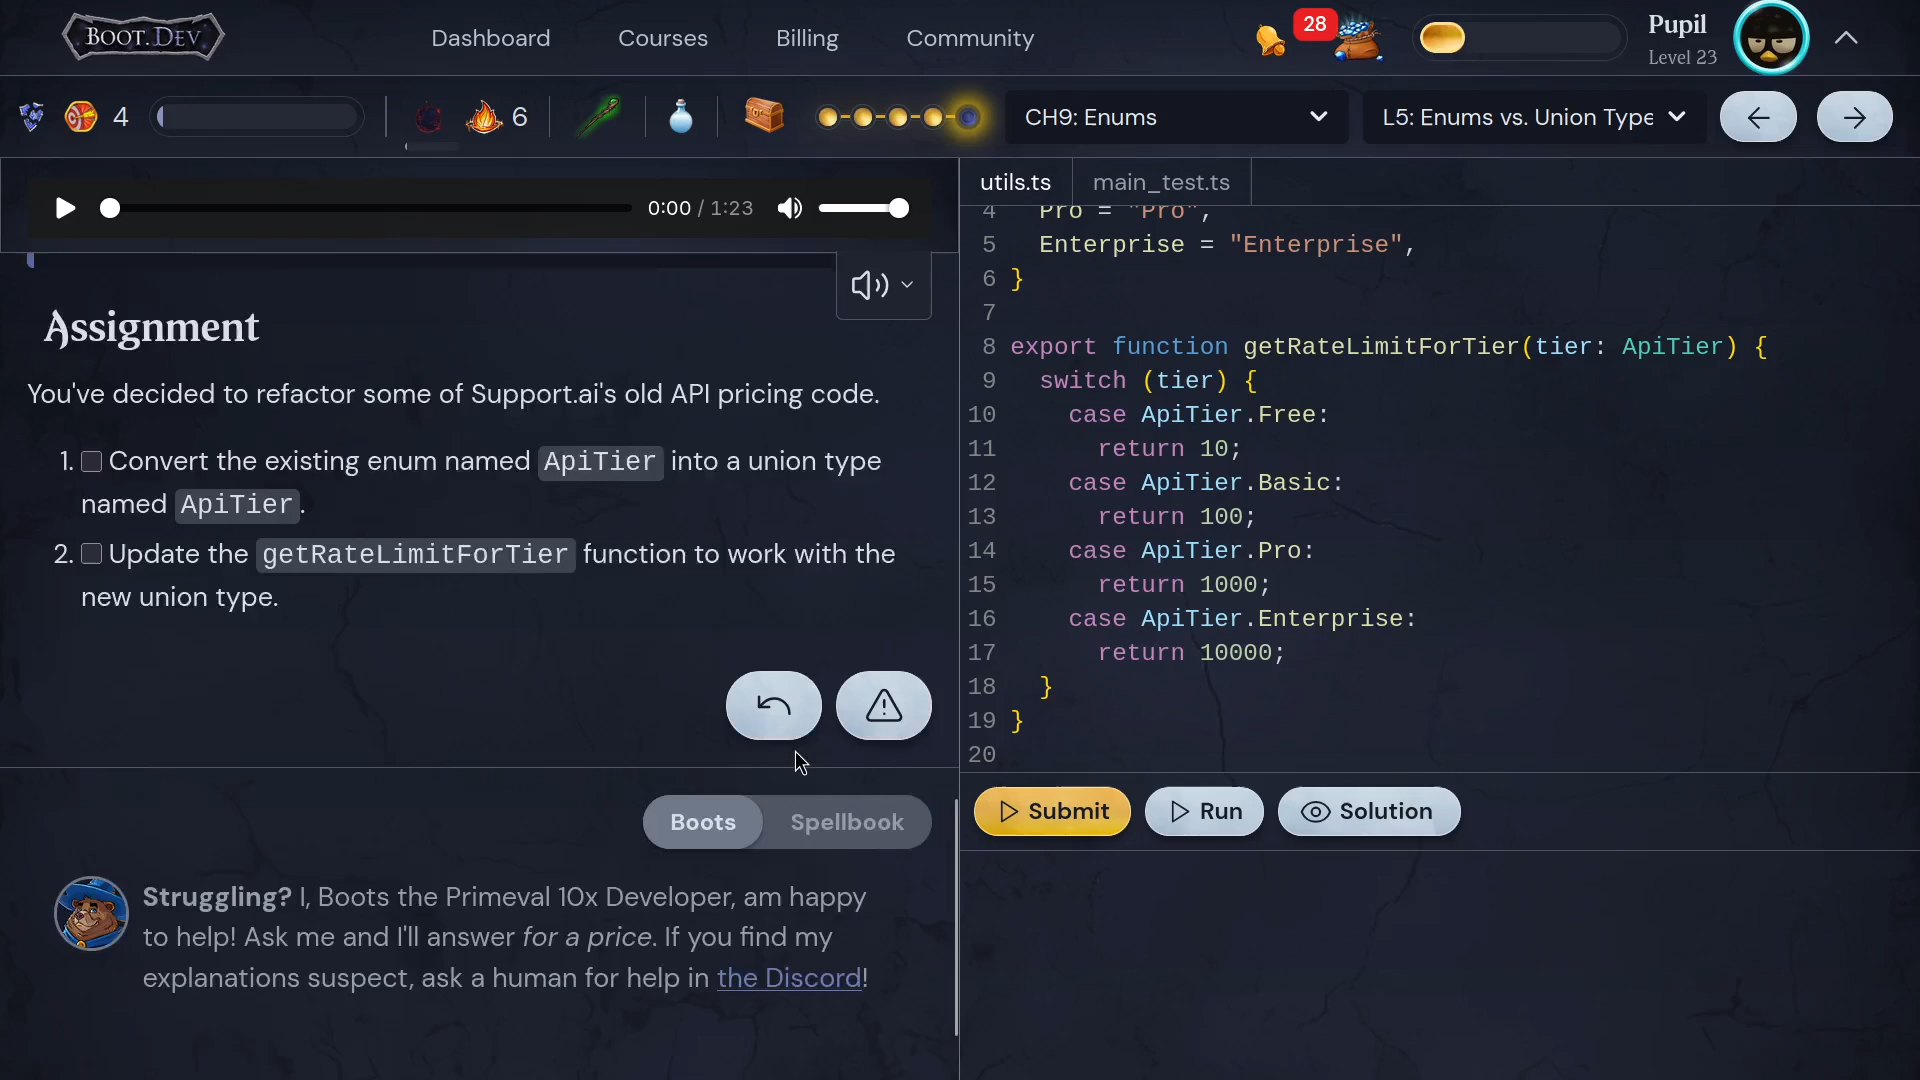 BOOT.DEV
Dashboard
Courses
Billing
Community
28
Pupil
Level 23
4
6
CH9: Enums
L5: Enums vs. Union Type
0:00 / 1:23
Assignment
You've decided to refactor some of Support.ai's old API pricing code.
1. Convert the existing enum named ApiTier into a union type
named ApiTier.
2. Update the getRateLimitForTier function to work with the
new union type.
Boots
Spellbook
Struggling? I, Boots the Primeval 10x Developer, am happy
to help! Ask me and I'll answer for a price. If you find my
explanations suspect, ask a human for help in the Discord!
utils.ts
main_test.ts
4 Pro = "Pro",
5 Enterprise = "Enterprise",
6 }
7
8 export function getRateLimitForTier(tier: ApiTier) {
9 switch (tier) {
10 case ApiTier.Free:
11 return 10;
12 case ApiTier.Basic:
13 return 100;
14 case ApiTier.Pro:
15 return 1000;
16 case ApiTier.Enterprise:
17 return 10000;
18 }
19 }
20
Submit
Run
Solution